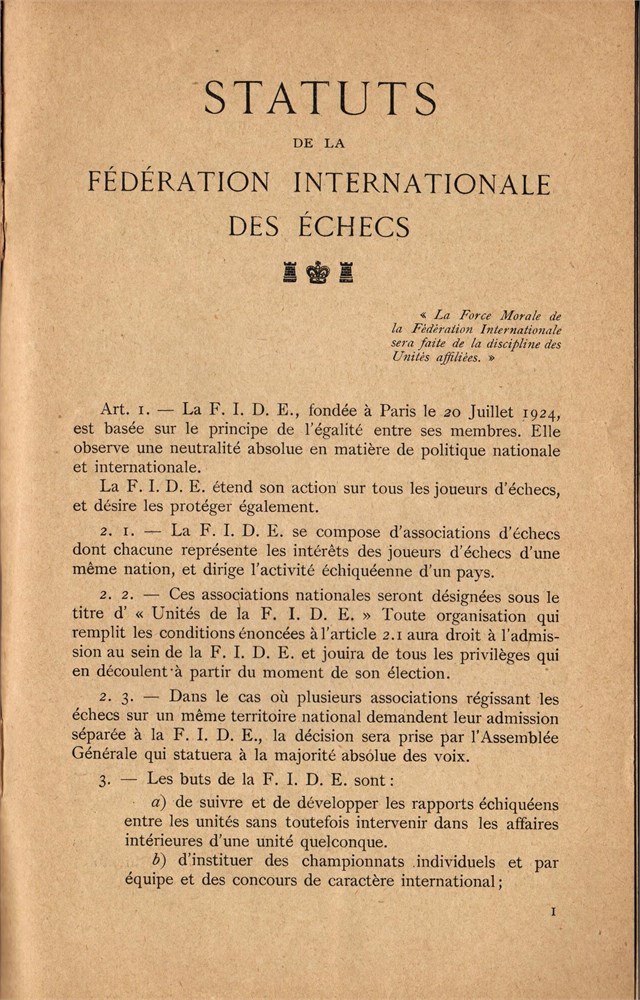 STATUTS
DE LA
FÉDÉRATION INTERNATIONALE
DES ÉCHECS
« La Force Morale de
la Fédération Internationale
sera faite de la discipline des
Unités affiliées. »
Art. 1. — La F. I. D. E., fondée à Paris le 20 Juillet 1924,
est basée sur le principe de l'égalité entre ses membres. Elle
observe une neutralité absolue en matière de politique nationale
et internationale.
La F. I. D. E. étend son action sur tous les joueurs d'échecs,
et désire les protéger également.
2. 1. — La F. I. D. E. se compose d'associations d'échecs
dont chacune représente les intérêts des joueurs d'échecs d'une
même nation, et dirige l'activité échiquéenne d'un pays.
2. 2. — Ces associations nationales seront désignées sous le
titre d' « Unités de la F. I. D. E. » Toute organisation qui
remplit les conditions énoncées à l'article 2.1 aura droit à l'admis-
sion au sein de la F. I. D. E. et jouira de tous les privilèges qui
en découlent à partir du moment de son élection.
2. 3. — Dans le cas où plusieurs associations régissant les
échecs sur un même territoire national demandent leur admission
séparée à la F. I. D. E., la décision sera prise par l'Assemblée
Générale qui statuera à la majorité absolue des voix.
3. — Les buts de la F. I. D. E. sont :
a) de suivre et de développer les rapports échiquéens
entre les unités sans toutefois intervenir dans les affaires
intérieures d'une unité quelconque.
b) d'instituer des championnats individuels et par
équipe et des concours de caractère international ;
1